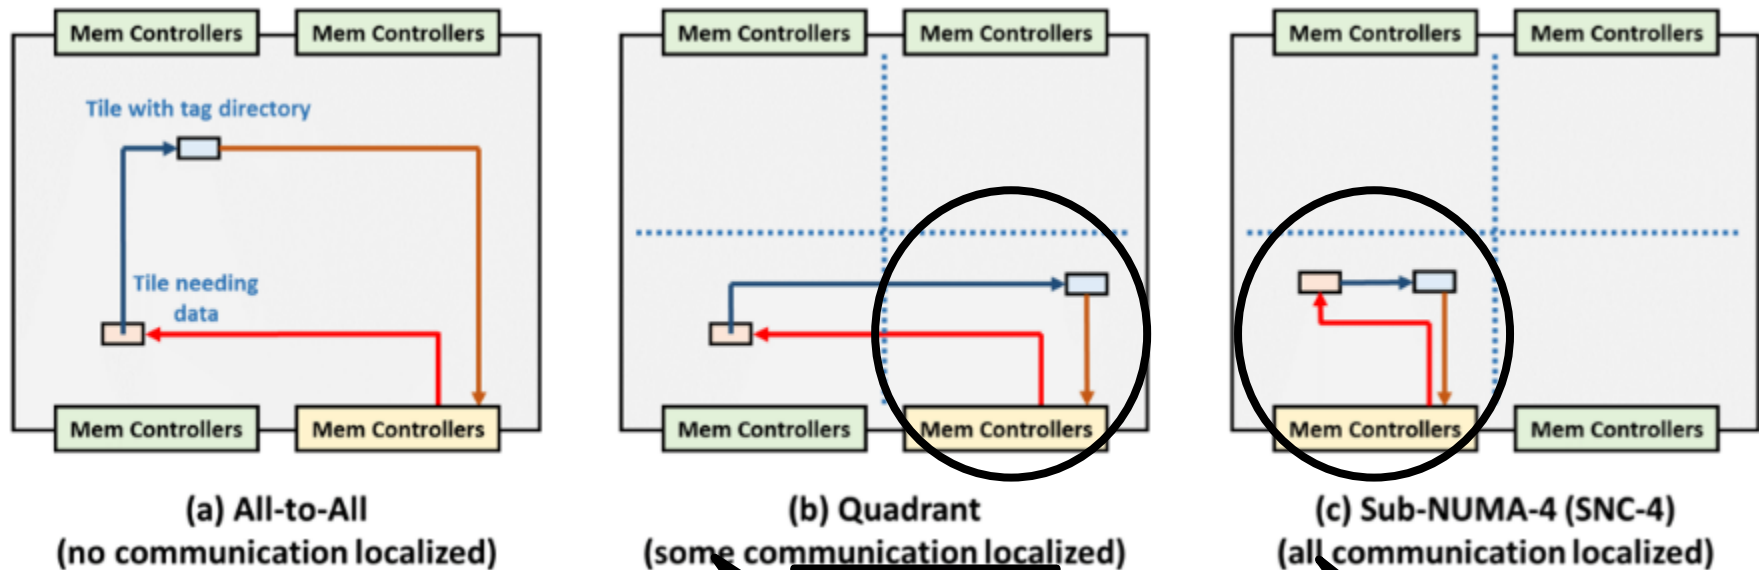 Mem Controllers Mem Controllers Mem Controllers Mem Controllers Mem Controllers Mem Controllers
Tile with tag directory
Tile needing
data
Mem Controllers Mem Controllers Mem Controllers Mem Controllers Mem Controllers Mem Controllers
(a) All-to-All (b) Quadrant (c) Sub-NUMA-4 (SNC-4)
(no communication localized) (some communication localized) (all communication localized)